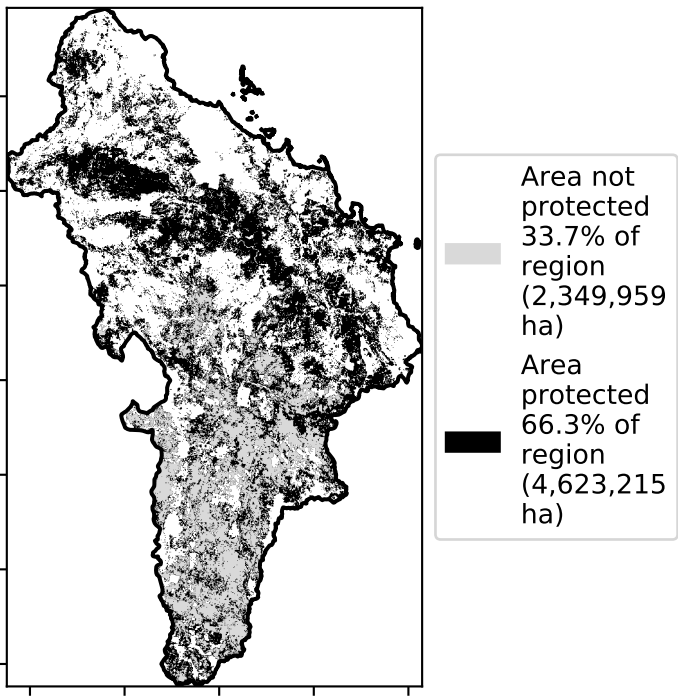 Area not
protected
33.7% of
region
(2,349,959
ha)
Area
protected
66.3% of
region
(4,623,215
ha)